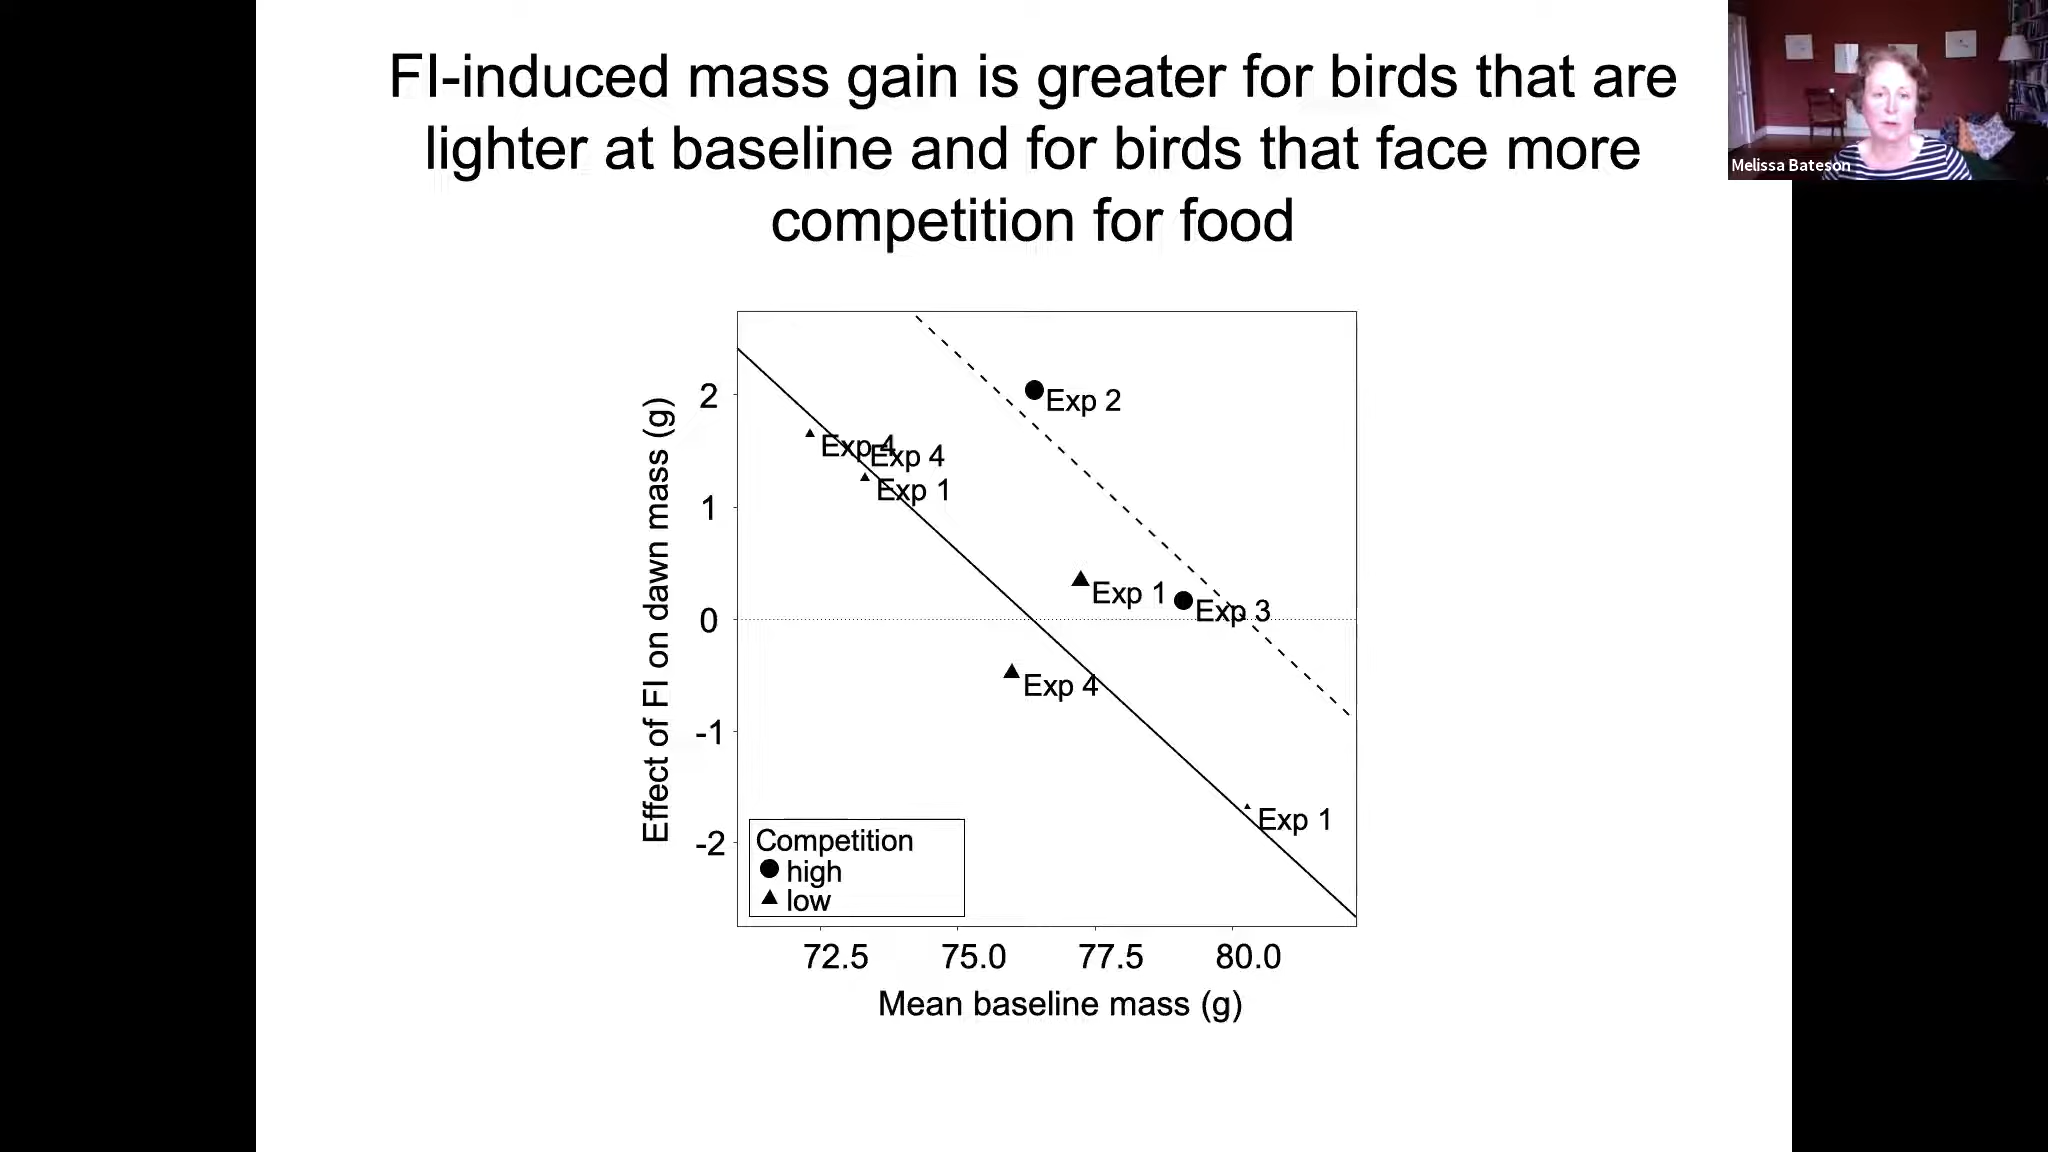 FI-induced mass gain is greater for birds that are
lighter at baseline and for birds that face more
competition for food
Melissa Bateson
Effect of FI on dawn mass (g)
2
1
0
-1
-2
Exp 2
Exp 4
Exp 4
Exp 1
Exp 1
Exp 3
Exp 4
Exp 1
Competition
high
low
72.5 75.0 77.5 80.0
Mean baseline mass (g)